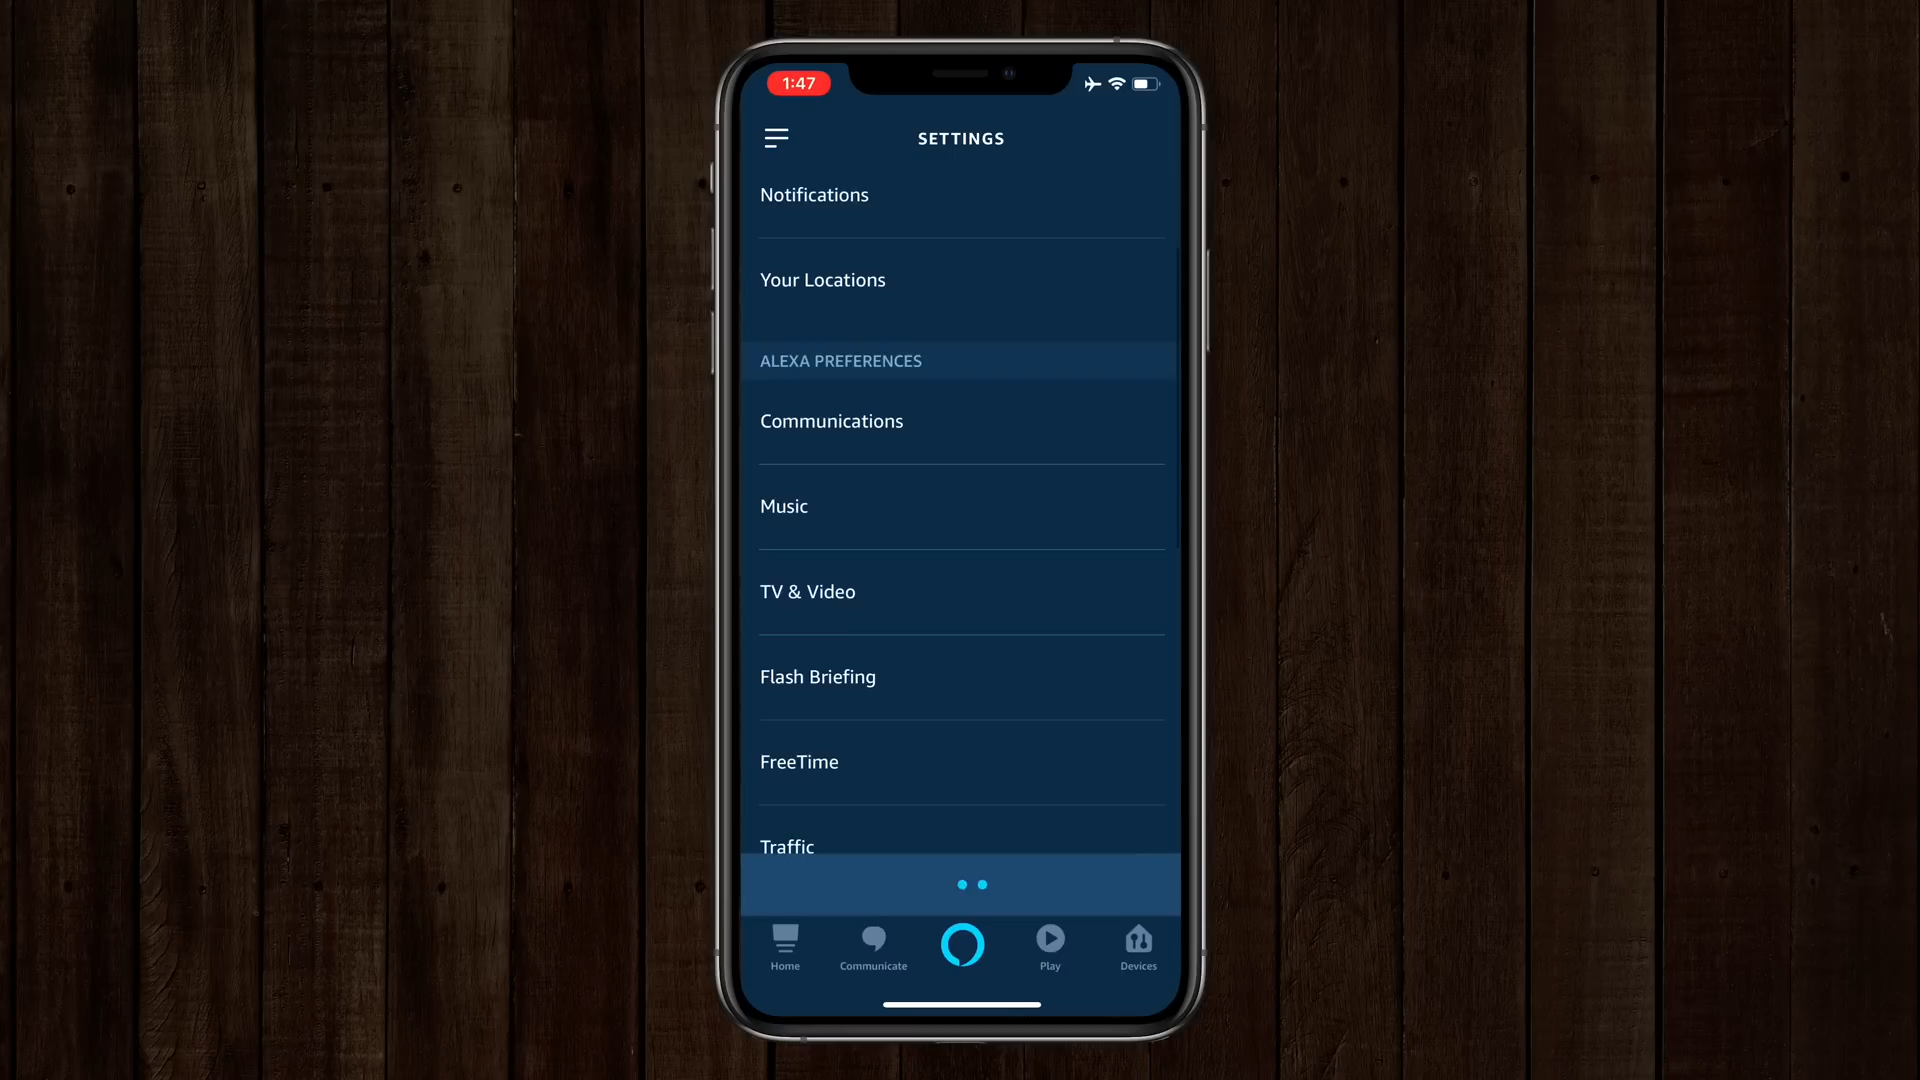 1:47
SETTINGS
Notifications
Your Locations
ALEXA PREFERENCES
Communications
Music
TV & Video
Flash Briefing
FreeTime
Traffic
Home
Communicate
Play
Devices